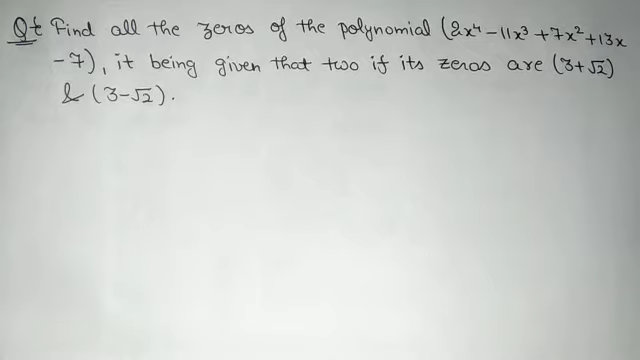 Qt Find all the zeros of the polynomial (2x⁴ - 11x³ + 7x² + 13x
- 7), it being given that two if its zeros are (3+√2)
& (3-√2).